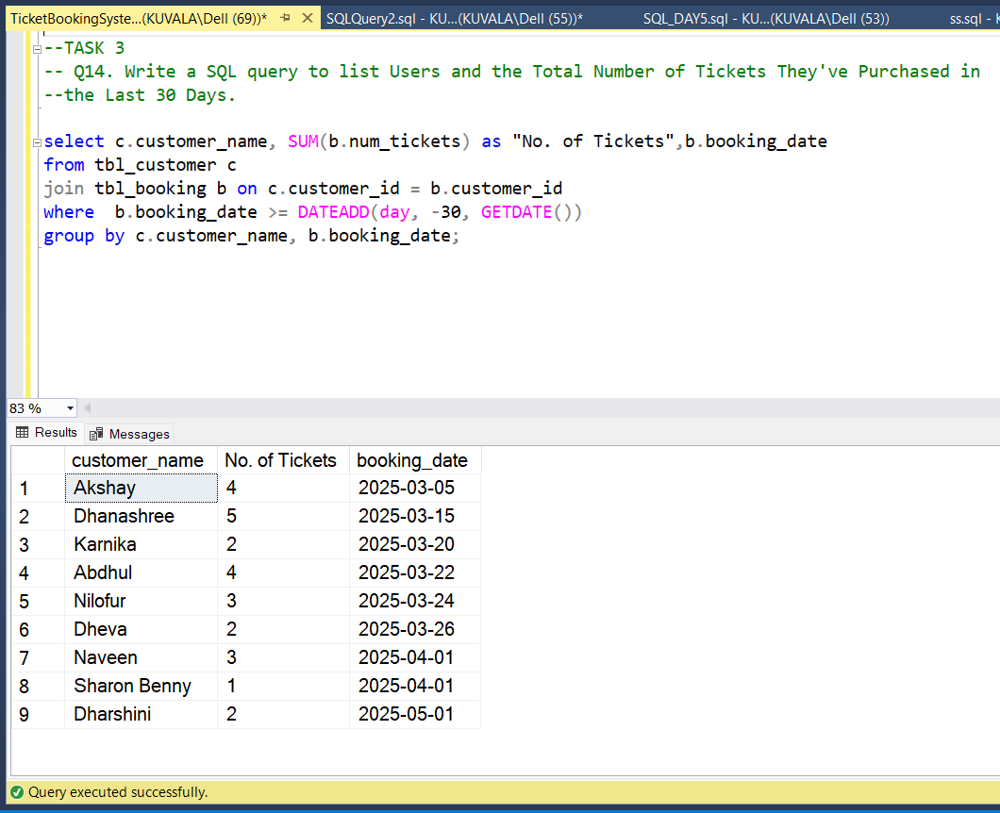 TicketBookingSyste...(KUVALA\Dell (69))* SQLQuery2.sql - KU...(KUVALA\Dell (55))* SQL_DAY5.sql - KU...(KUVALA\Dell (53)) ss.sql - K
--TASK 3
-- Q14. Write a SQL query to list Users and the Total Number of Tickets They've Purchased in
--the Last 30 Days.
select c.customer_name, SUM(b.num_tickets) as "No. of Tickets",b.booking_date
from tbl_customer c
join tbl_booking b on c.customer_id = b.customer_id
where  b.booking_date >= DATEADD(day, -30, GETDATE())
group by c.customer_name, b.booking_date;
83 %
Results Messages
customer_name No. of Tickets booking_date
1 Akshay 4 2025-03-05
2 Dhanashree 5 2025-03-15
3 Karnika 2 2025-03-20
4 Abdhul 4 2025-03-22
5 Nilofur 3 2025-03-24
6 Dheva 2 2025-03-26
7 Naveen 3 2025-04-01
8 Sharon Benny 1 2025-04-01
9 Dharshini 2 2025-05-01
Query executed successfully.